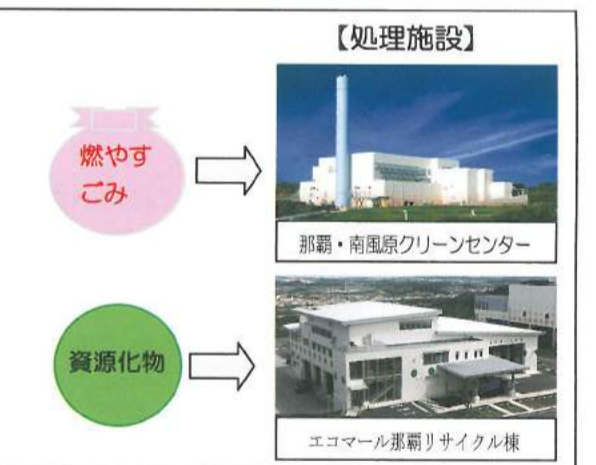 【処理施設】
燃やす
ごみ
那覇・南風原クリーンセンター
資源化物
エコマール那覇リサイクル棟